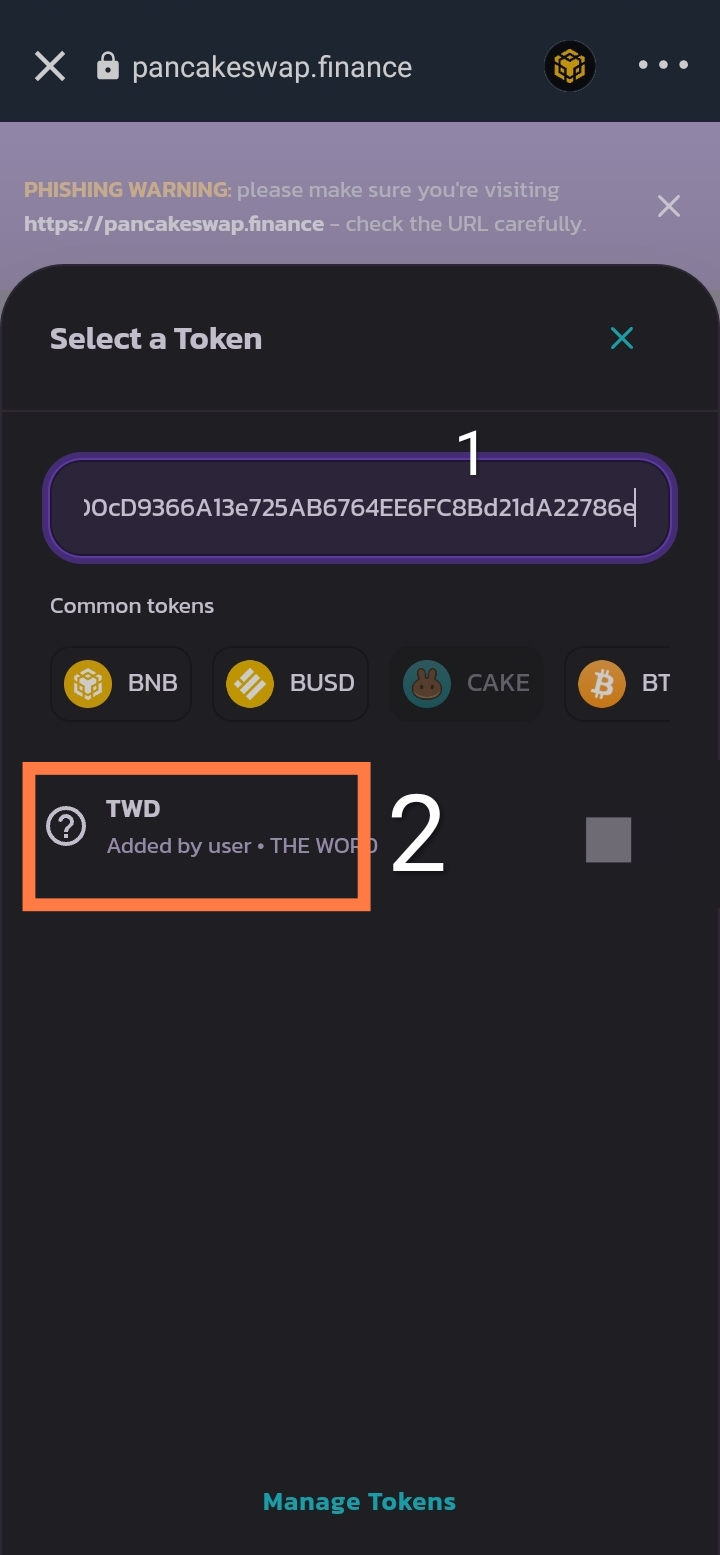 pancakeswap.finance
PHISHING WARNING: please make sure you're visiting
https://pancakeswap.finance - check the URL carefully.
Select a Token
1
0cD9366A13e725AB6764EE6FC8Bd21dA22786e
Common tokens
BNB
BUSD
CAKE
BT
TWD
Added by user • THE WORD
2
Manage Tokens